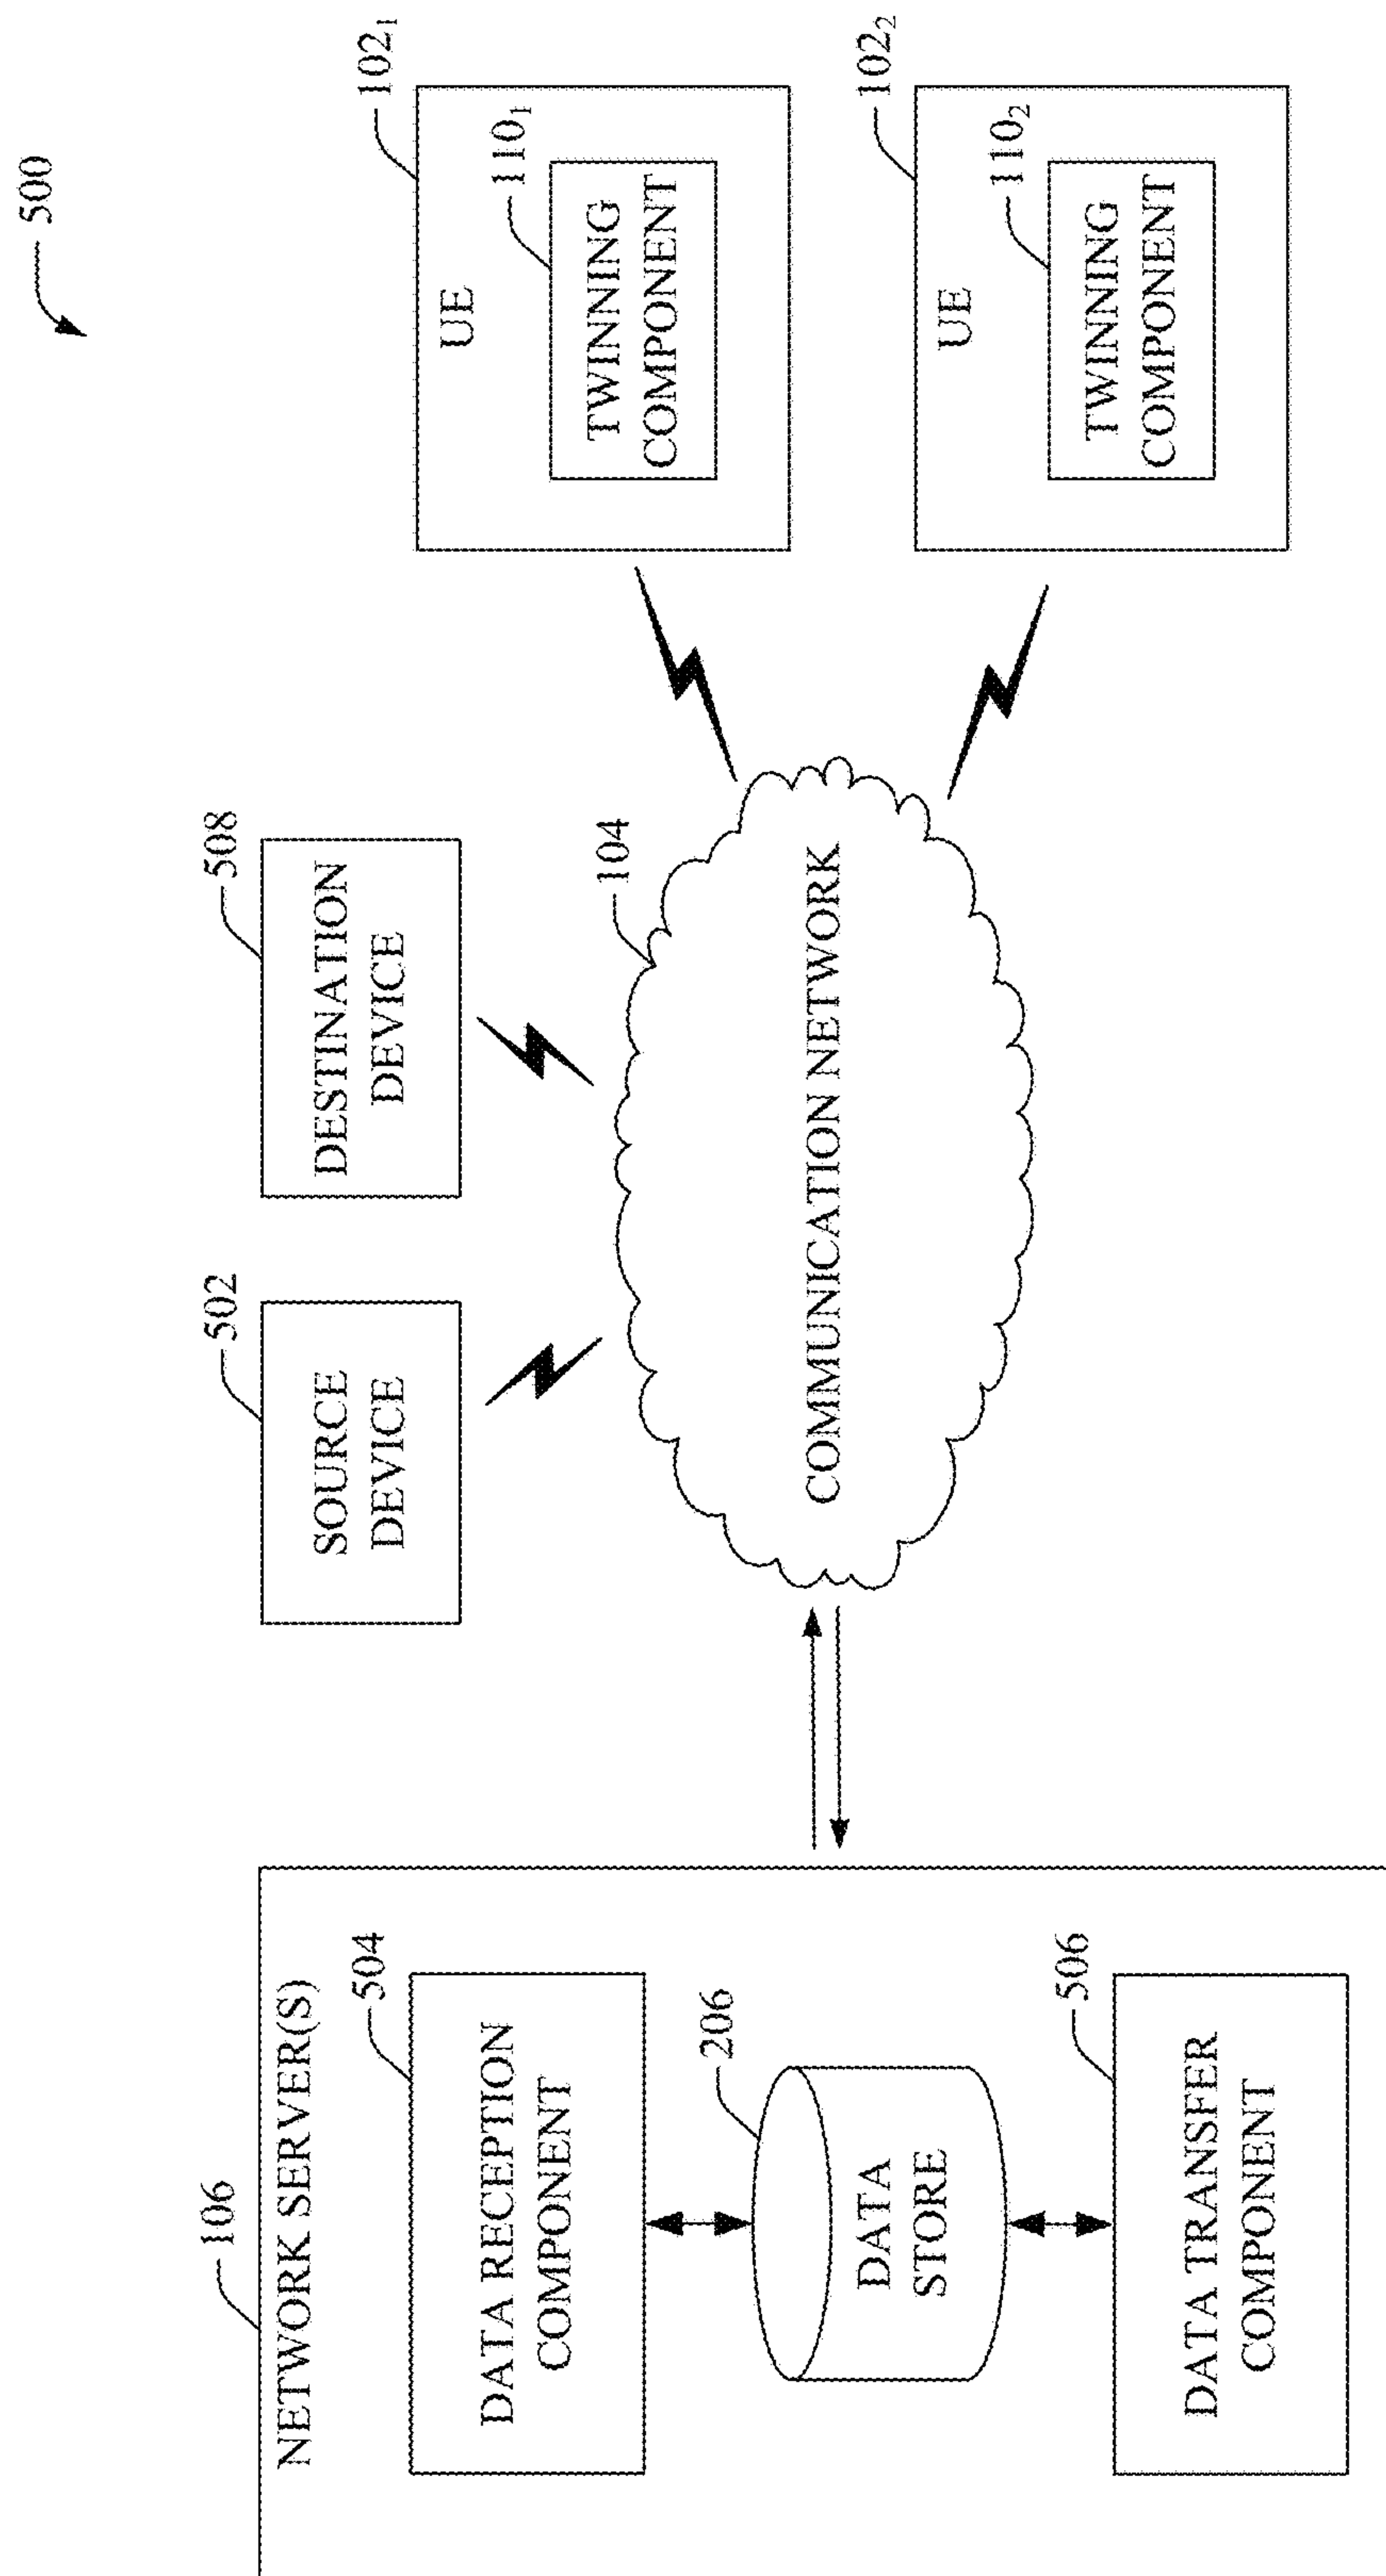 500
106
NETWORK SERVER(S)
504
DATA RECEPTION
COMPONENT
206
DATA
STORE
506
DATA TRANSFER
COMPONENT
502
SOURCE
DEVICE
508
DESTINATION
DEVICE
104
COMMUNICATION NETWORK
102₁
UE
110₁
TWINNING
COMPONENT
102₂
UE
110₂
TWINNING
COMPONENT